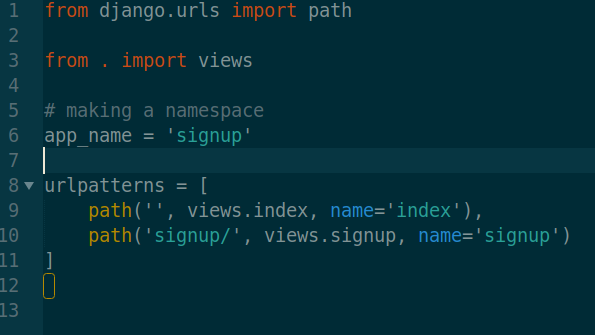 1 from django.urls import path
2
3 from . import views
4
5 # making a namespace
6 app_name = 'signup'
7
8 urlpatterns = [
9     path('', views.index, name='index'),
10     path('signup/', views.signup, name='signup')
11 ]
12
13